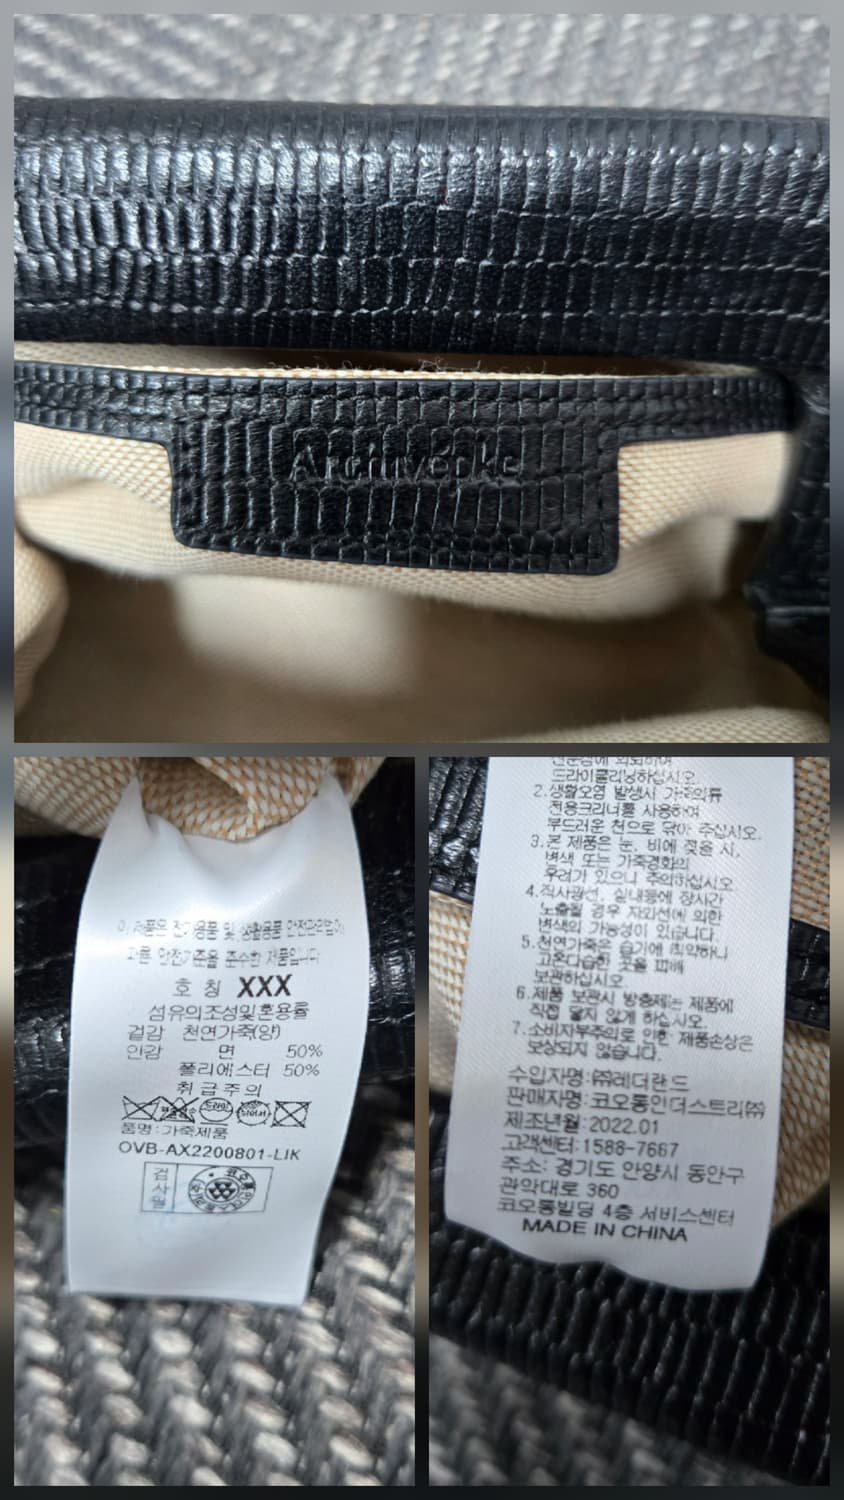 Archivepke
이 제품은 전기용품 및 생활용품 안전관리법에
따른 안전기준을 준수한 제품입니다
호 칭 XXX
섬유의조성및혼용률
겉감 천연가죽(양)
안감 면 50%
폴리에스터 50%
취급주의
드라이
품명:가죽제품
OVB-AX2200801-LIK
검사필
전문점에 의뢰하여
드라이클리닝하십시오.
2.생활오염 발생시 가죽의류
전용크리너를 사용하여
부드러운 천으로 닦아 주십시오.
3.본 제품은 눈, 비에 젖을 시,
변색 또는 가죽경화의
우려가 있으니 주의하십시오
4.직사광선, 실내등에 장시간
노출될 경우 자외선에 의한
변색의 가능성이 있습니다.
5.천연가죽은 습기에 취약하니
고온다습한 곳을 피해
보관하십시오.
6.제품 보관시 방충제는 제품에
직접 닿지 않게 하십시오.
7.소비자부주의로 인한 제품손상은
보상되지 않습니다.
수입자명:㈜레더랜드
판매자명:코오롱인더스트리㈜
제조년월:2022.01
고객센터:1588-7667
주소: 경기도 안양시 동안구
관악대로 360
코오롱빌딩 4층 서비스센터
MADE IN CHINA